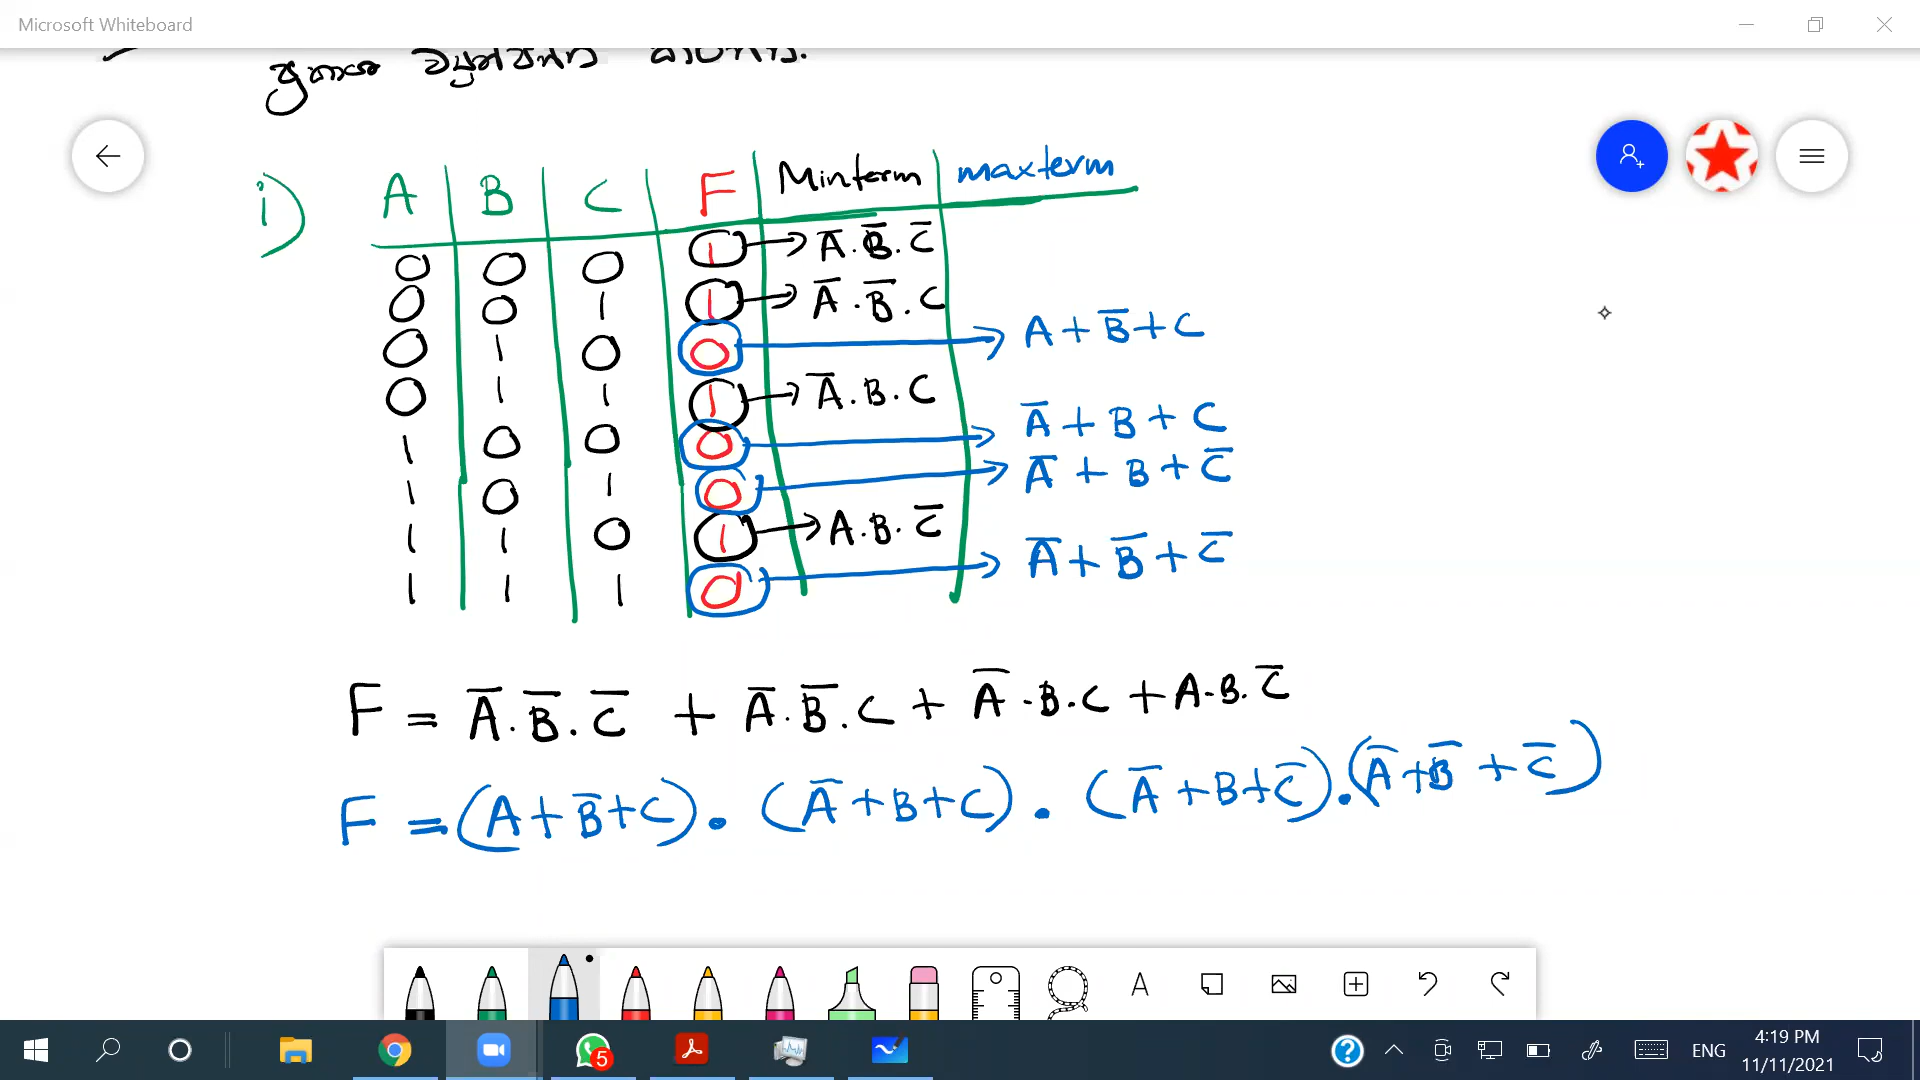 Microsoft Whiteboard
i) A B C F Minterm maxterm
0 0 0 1 → A̅.B̅.C̅
0 0 1 1 → A̅.B̅.C
0 1 0 0 → A+B̅+C
0 1 1 1 → A̅.B.C
1 0 0 0 → A̅+B+C
1 0 1 0 → A̅+B+C̅
1 1 0 1 → A.B.C̅
1 1 1 0 → A̅+B̅+C̅
F = A̅.B̅.C̅ + A̅.B̅.C + A̅.B.C + A.B.C̅
F = (A+B̅+C).(A̅+B+C).(A̅+B+C̅).(A̅+B̅+C̅)
A
5
ENG
4:19 PM
11/11/2021